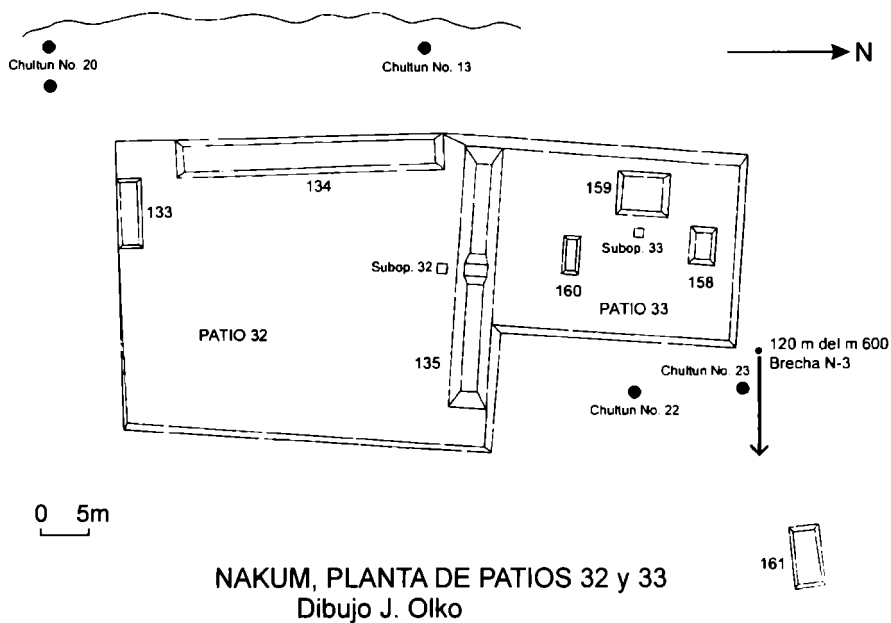 N
Chultun No. 20
Chultun No. 13
134
133
159
Subop. 33
Subop. 32
160
158
PATIO 33
PATIO 32
135
120 m del m 600
Brecha N-3
Chultun No. 23
Chultun No. 22
0 5m
161
NAKUM, PLANTA DE PATIOS 32 y 33
Dibujo J. Olko